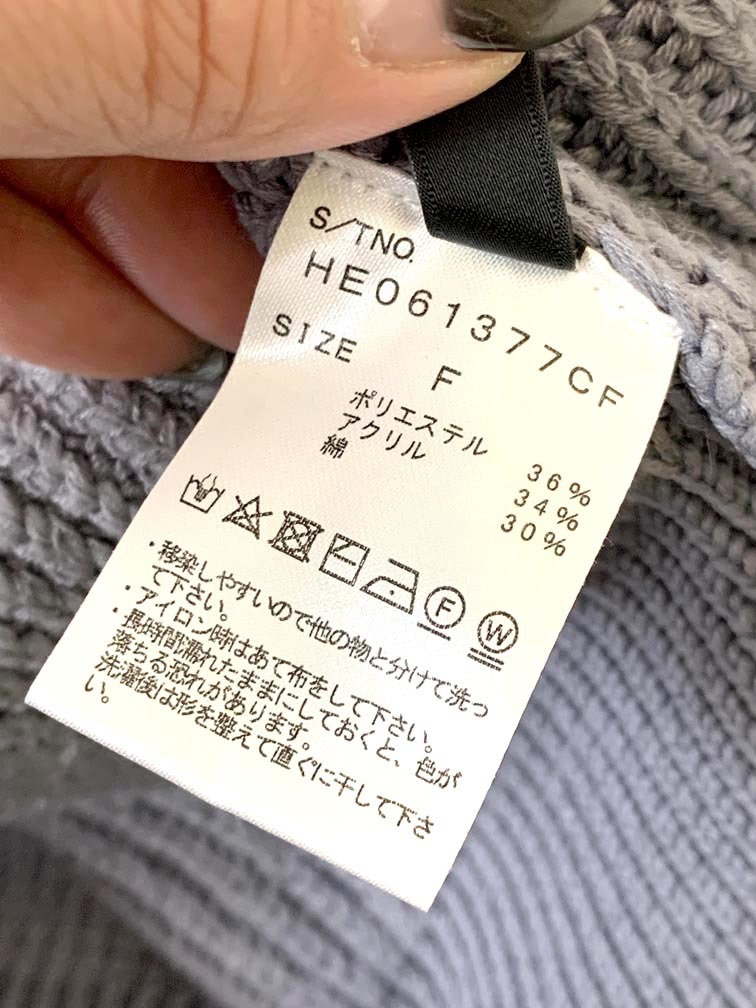 S/TNO.
HE061377CF
SIZE F
ポリエステル 36%
アクリル 34%
綿 30%
F W
・移染しやすいので他の物と分けて洗っ
て下さい。
・アイロン時はあて布をして下さい。
・長時間濡れたままにしておくと、色が
落ちる恐れがあります。
洗濯後は形を整えて直ぐに干して下さ
い。